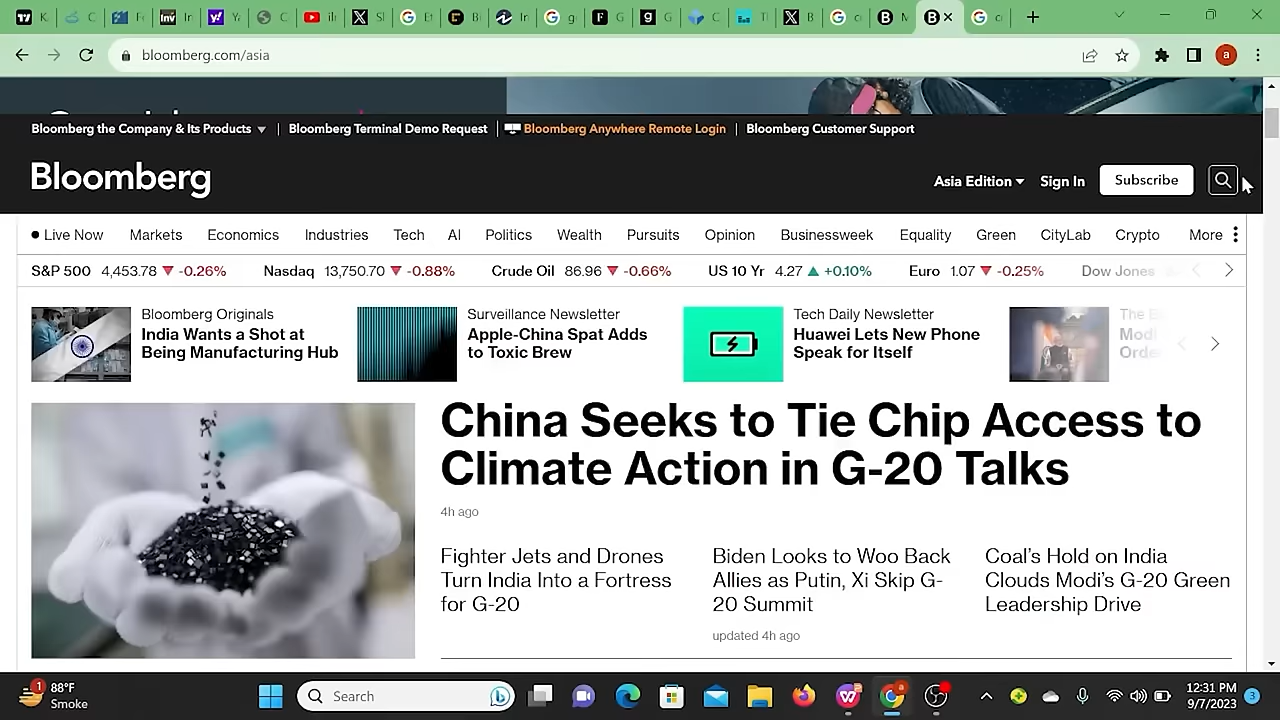 bloomberg.com/asia
a
Bloomberg the Company & Its Products
Bloomberg Terminal Demo Request
Bloomberg Anywhere Remote Login
Bloomberg Customer Support
Bloomberg
Asia Edition
Sign In
Subscribe
Live Now
Markets
Economics
Industries
Tech
AI
Politics
Wealth
Pursuits
Opinion
Businessweek
Equality
Green
CityLab
Crypto
More
S&P 500 4,453.78 ▼ -0.26%
Nasdaq 13,750.70 ▼ -0.88%
Crude Oil 86.96 ▼ -0.66%
US 10 Yr 4.27 ▲ +0.10%
Euro 1.07 ▼ -0.25%
Dow Jones
Bloomberg Originals
India Wants a Shot at
Being Manufacturing Hub
Surveillance Newsletter
Apple-China Spat Adds
to Toxic Brew
Tech Daily Newsletter
Huawei Lets New Phone
Speak for Itself
The B
Modi
Orde
China Seeks to Tie Chip Access to
Climate Action in G-20 Talks
4h ago
Fighter Jets and Drones
Turn India Into a Fortress
for G-20
Biden Looks to Woo Back
Allies as Putin, Xi Skip G-
20 Summit
updated 4h ago
Coal's Hold on India
Clouds Modi's G-20 Green
Leadership Drive
1
88°F
Smoke
Search
12:31 PM
9/7/2023
3